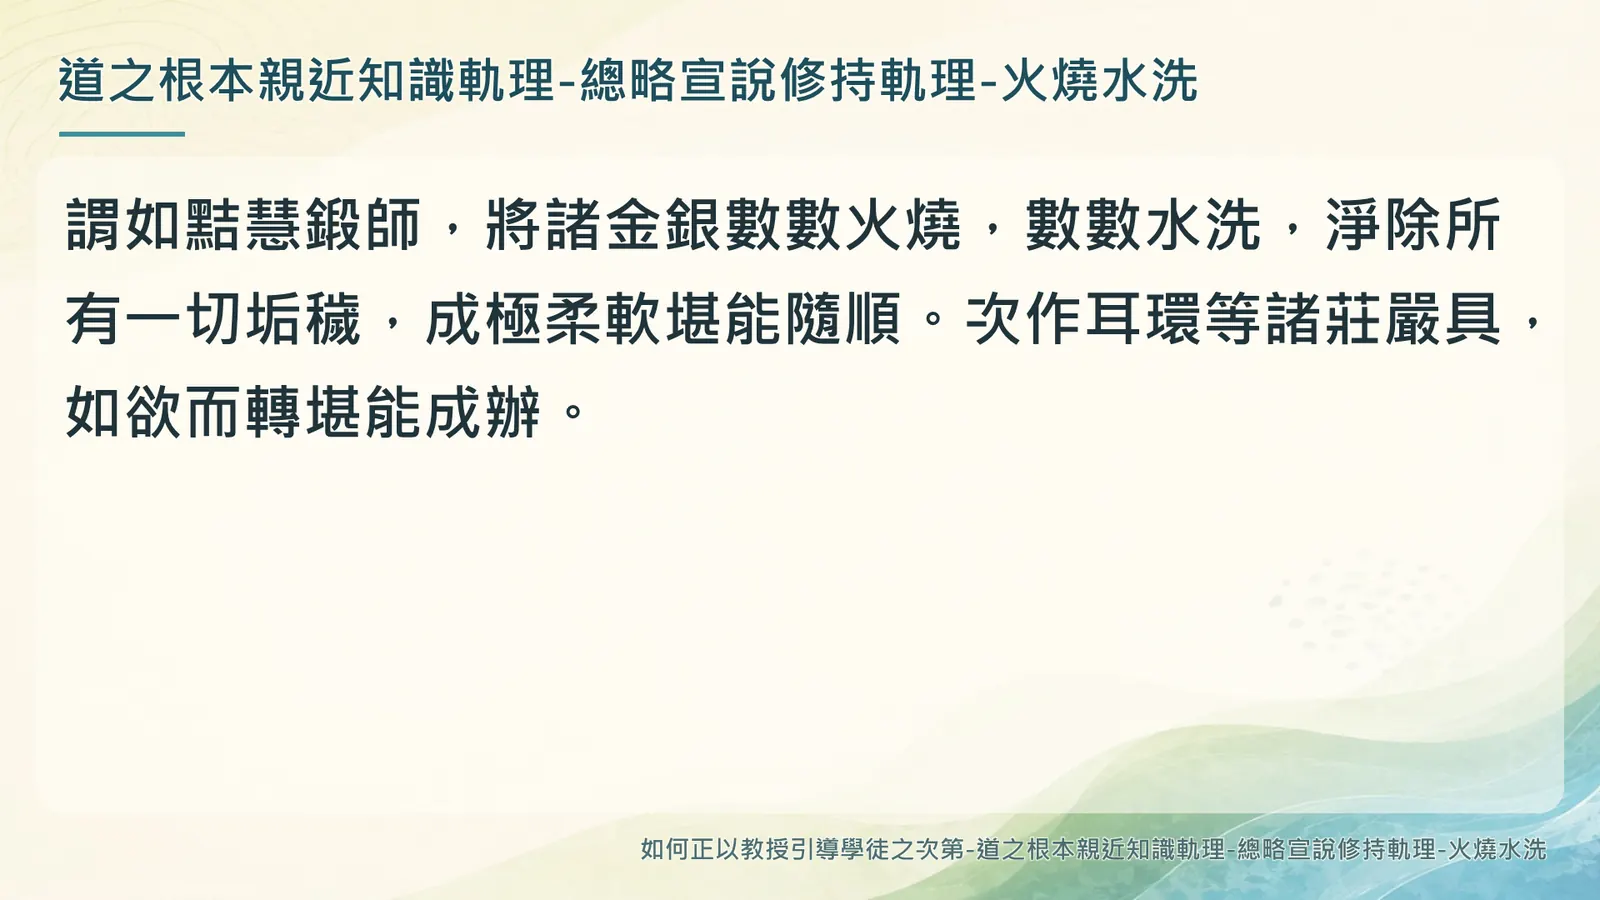 道之根本親近知識軌理-總略宣說修持軌理-火燒水洗
謂如黠慧鍛師，將諸金銀數數火燒，數數水洗，淨除所
有一切垢穢，成極柔軟堪能隨順。次作耳環等諸莊嚴具，
如欲而轉堪能成辦。
如何正以教授引導學徒之次第-道之根本親近知識軌理-總略宣說修持軌理-火燒水洗